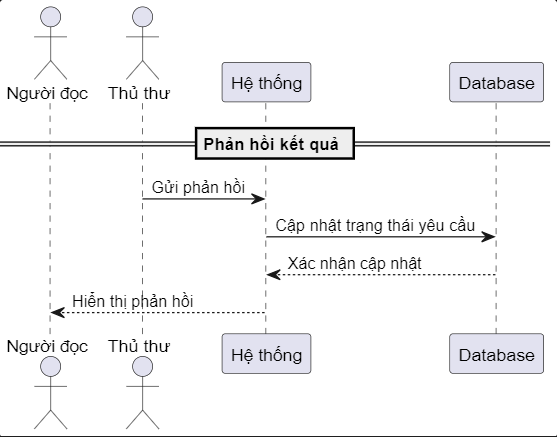 Người đọc Thủ thư Hệ thống Database
Phản hồi kết quả
Gửi phản hồi
Cập nhật trạng thái yêu cầu
Xác nhận cập nhật
Hiển thị phản hồi
Người đọc Thủ thư Hệ thống Database